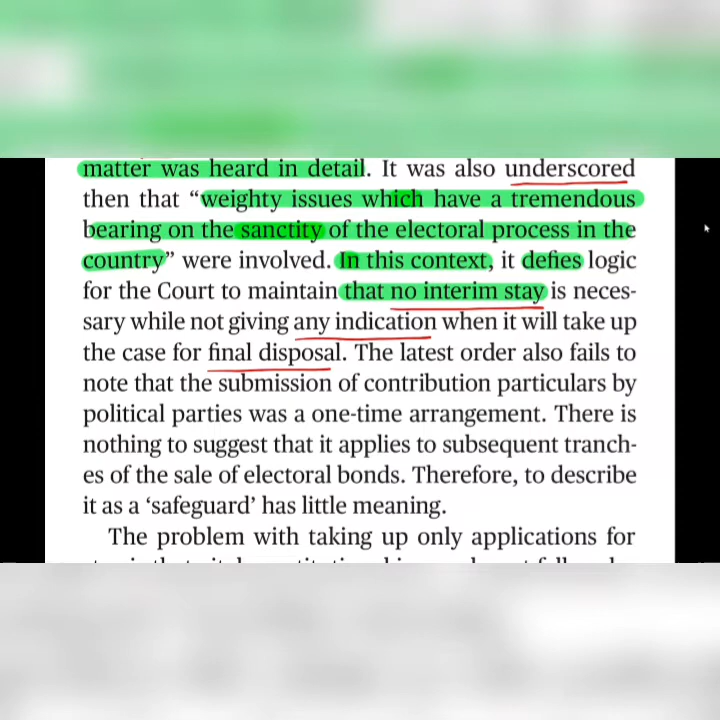 matter was heard in detail. It was also underscored
then that “weighty issues which have a tremendous
bearing on the sanctity of the electoral process in the
country” were involved. In this context, it defies logic
for the Court to maintain that no interim stay is neces-
sary while not giving any indication when it will take up
the case for final disposal. The latest order also fails to
note that the submission of contribution particulars by
political parties was a one-time arrangement. There is
nothing to suggest that it applies to subsequent tranch-
es of the sale of electoral bonds. Therefore, to describe
it as a ‘safeguard’ has little meaning.
The problem with taking up only applications for